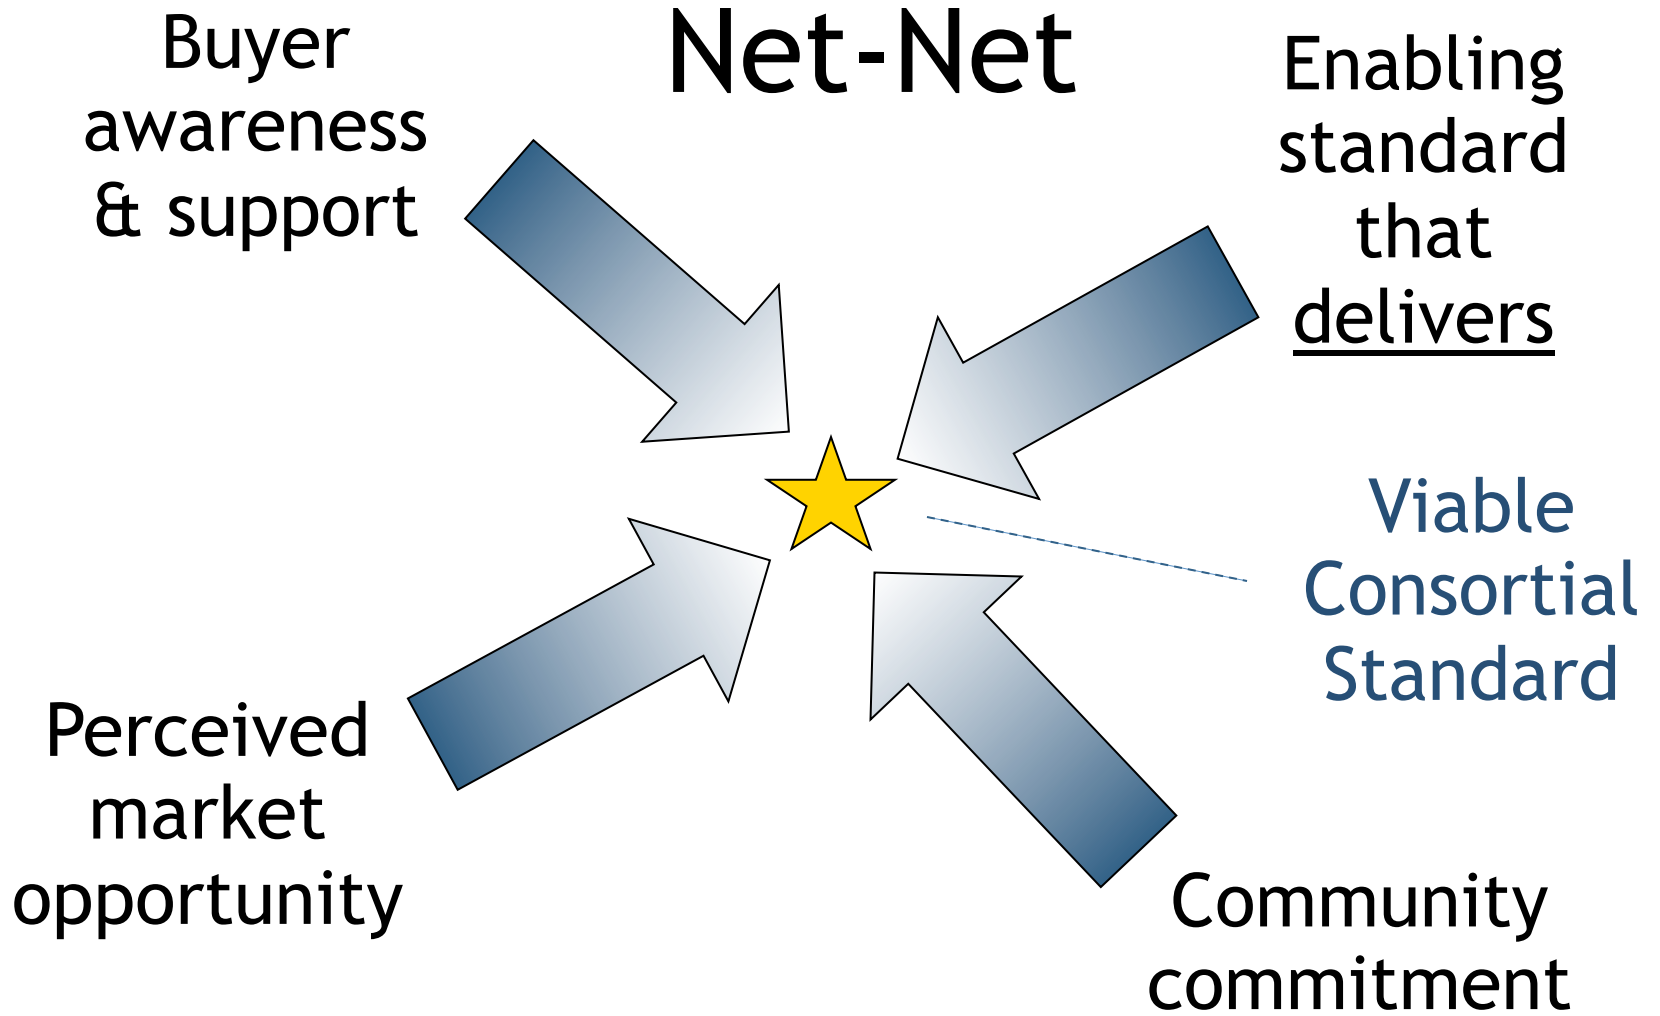 Net-Net
Buyer
awareness
& support
Enabling
standard
that
delivers
Viable
Consortial
Standard
Perceived
market
opportunity
Community
commitment